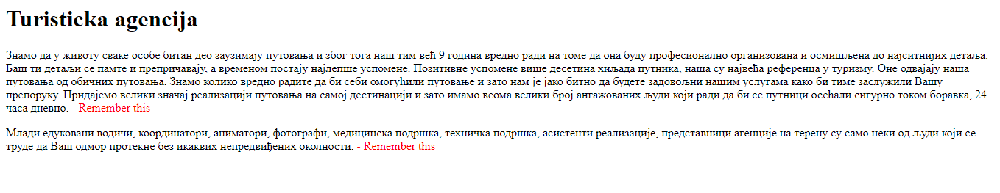 Turisticka agencija
Знамо да у животу сваке особе битан део заузимају путовања и због тога наш тим већ 9 година вредно ради на томе да она буду професионално организована и осмишљена до најситнијих детаља.
Баш ти детаљи се памте и препричавају, а временом постају најлепше успомене. Позитивне успомене више десетина хиљада путника, наша су највећа референца у туризму. Оне одвајају наша
путовања од обичних путовања. Знамо колико вредно радите да би себи омогућили путовање и зато нам је јако битно да будете задовољни нашим услугама како би тиме заслужили Вашу
препоруку. Придајемо велики значај реализацији путовања на самој дестинацији и зато имамо веома велики број ангажованих људи који ради да би се путници осећали сигурно током боравка, 24
часа дневно. - Remember this
Млади едуковани водичи, координатори, аниматори, фотографи, медицинска подршка, техничка подршка, асистенти реализације, представници агенције на терену су само неки од људи који се
труде да Ваш одмор протекне без икаквих непредвиђених околности. - Remember this